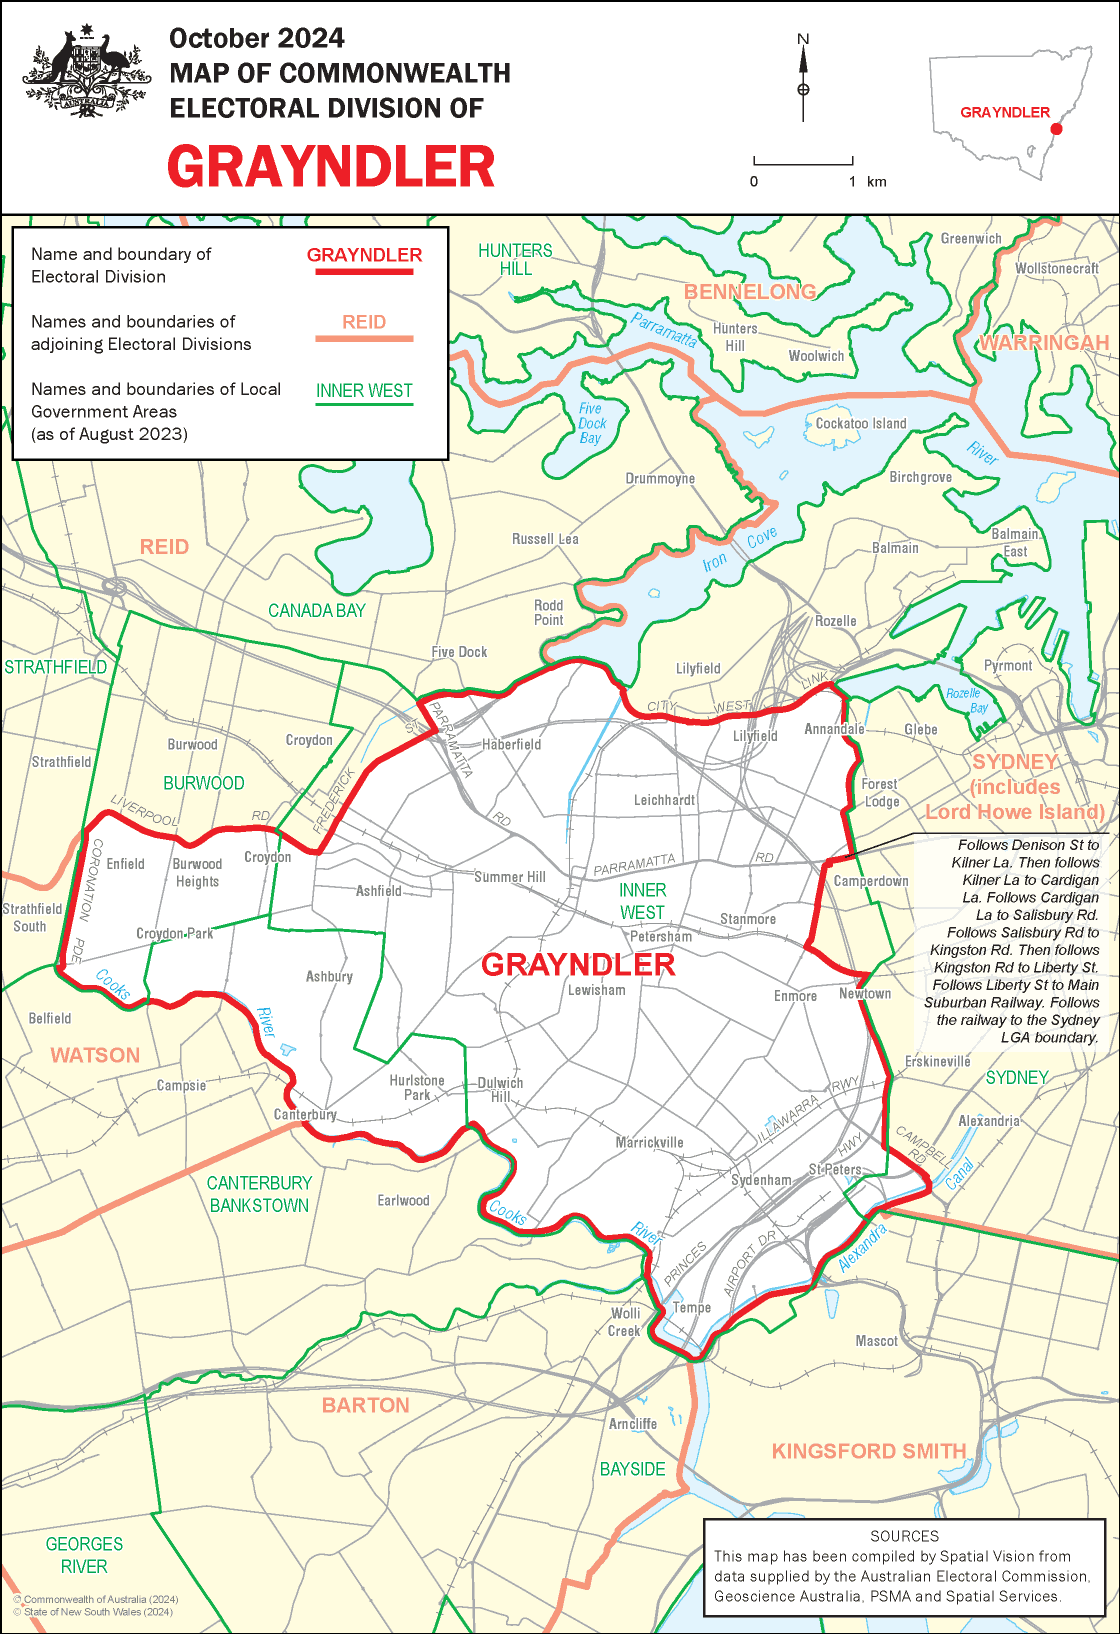 October 2024
MAP OF COMMONWEALTH
ELECTORAL DIVISION OF
GRAYNDLER
AUSTRALIA
N
0 1 km
GRAYNDLER
Name and boundary of
Electoral Division
GRAYNDLER
Names and boundaries of
adjoining Electoral Divisions
REID
Names and boundaries of Local
Government Areas
(as of August 2023)
INNER WEST
HUNTERS
HILL
BENNELONG
Greenwich
Wollstonecraft
WARRINGAH
Parramatta
Hunters
Hill
Woolwich
Five
Dock
Bay
Cockatoo Island
River
Drummoyne
Birchgrove
REID
Russell Lea
Iron Cove
Balmain
Balmain
East
CANADA BAY
Rodd
Point
Rozelle
STRATHFIELD
Five Dock
Lilyfield
Pyrmont
LINK
Rozelle
Bay
CITY WEST
PARRAMATTA
ST
Burwood
Croydon
Haberfield
Lilyfield
Annandale
Glebe
Strathfield
SYDNEY
(includes
Lord Howe Island)
BURWOOD
FREDERICK
Leichhardt
Forest
Lodge
LIVERPOOL RD
RD
Follows Denison St to
Kilner La. Then follows
Kilner La to Cardigan
La. Follows Cardigan
La to Salisbury Rd.
Follows Salisbury Rd to
Kingston Rd. Then follows
Kingston Rd to Liberty St.
Follows Liberty St to Main
Suburban Railway. Follows
the railway to the Sydney
LGA boundary.
CORONATION PDE
Enfield
Burwood
Heights
Croydon
PARRAMATTA RD
Ashfield
Summer Hill
INNER
WEST
Camperdown
Strathfield
South
Croydon Park
Stanmore
Petersham
GRAYNDLER
Cooks
Ashbury
Lewisham
Enmore
Newtown
Belfield
River
WATSON
Erskineville
SYDNEY
Campsie
Hurlstone
Park
Dulwich
Hill
ILLAWARRA RWY
Canterbury
Alexandria
Marrickville
HWY
CAMPBELL
RD
CANTERBURY
BANKSTOWN
Earlwood
Sydenham
St Peters
Canal
Cooks
River
PRINCES
AIRPORT DR
Alexandra
Wolli
Creek
Tempe
Mascot
BARTON
Arncliffe
KINGSFORD SMITH
BAYSIDE
GEORGES
RIVER
SOURCES
This map has been compiled by Spatial Vision from
data supplied by the Australian Electoral Commission,
Geoscience Australia, PSMA and Spatial Services.
© Commonwealth of Australia (2024)
© State of New South Wales (2024)